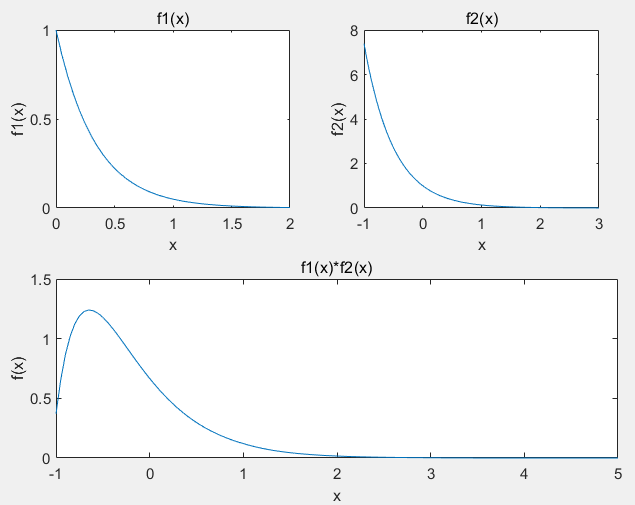 f1(x)
f1(x)
1
0.5
0
0 0.5 1 1.5 2
x
f2(x)
f2(x)
8
6
4
2
0
-1 0 1 2 3
x
f1(x)*f2(x)
f(x)
1.5
1
0.5
0
-1 0 1 2 3 4 5
x